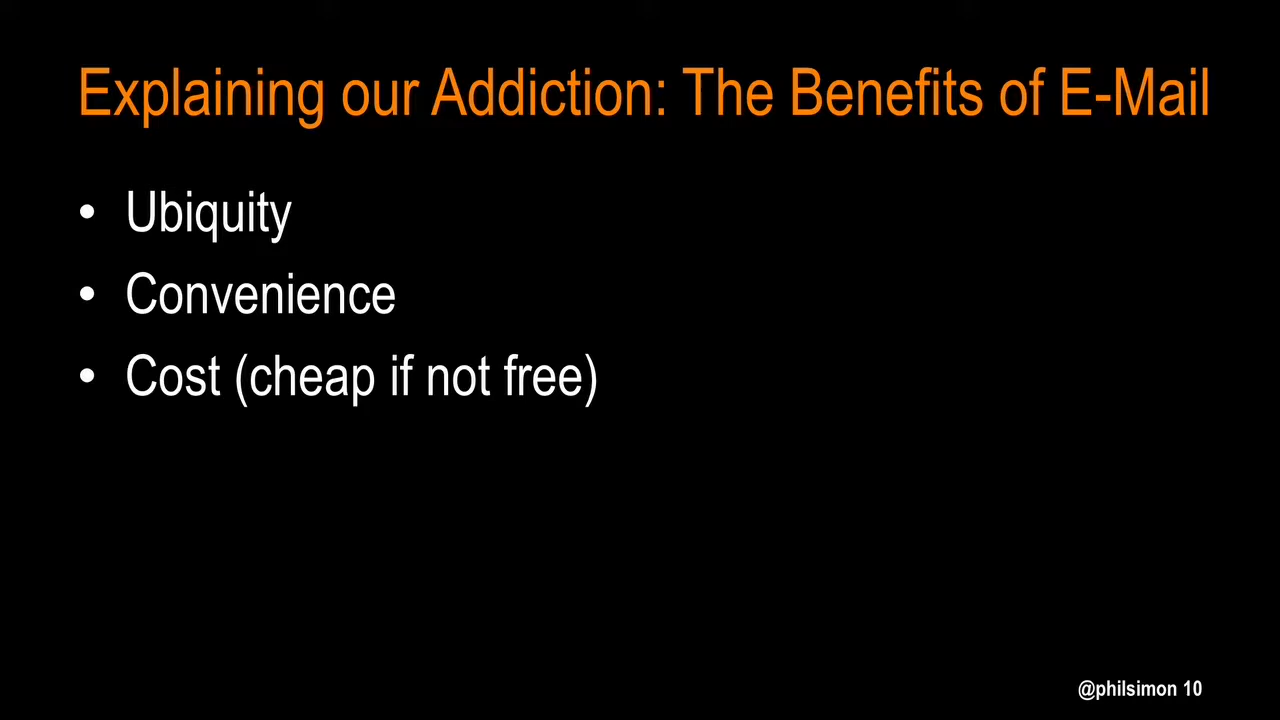 Explaining our Addiction: The Benefits of E-Mail
• Ubiquity
• Convenience
• Cost (cheap if not free)
@philsimon 10